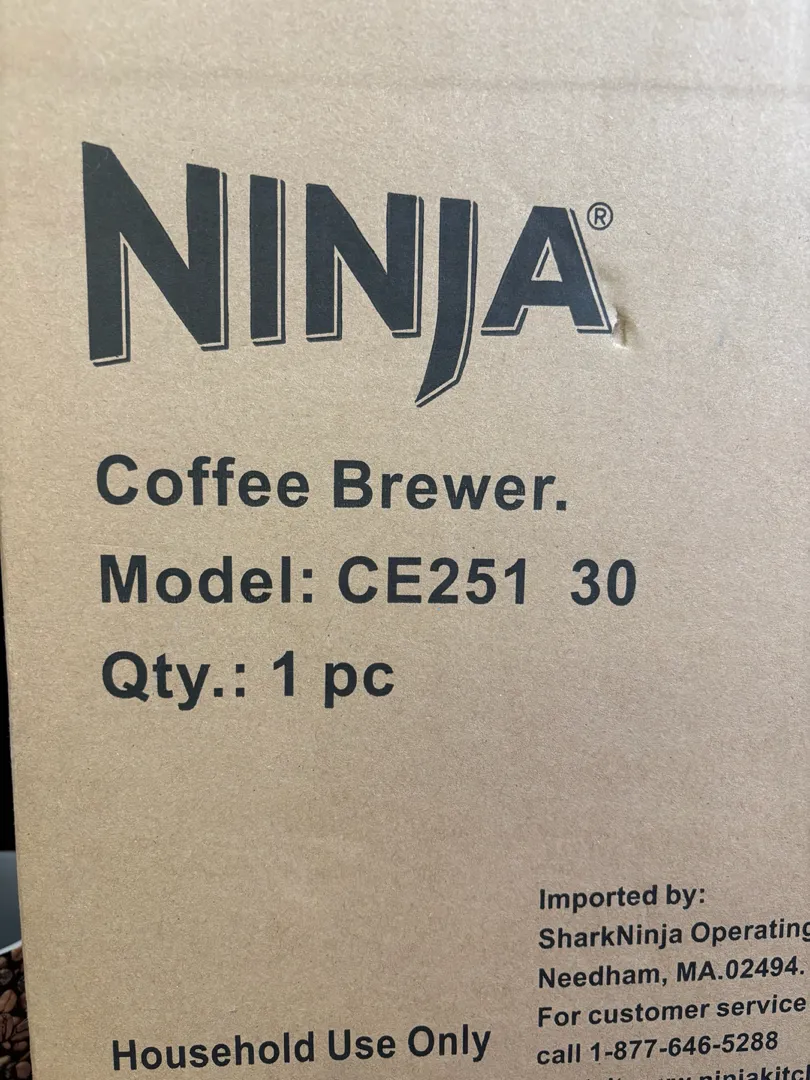 NINJA®
Coffee Brewer.
Model: CE251 30
Qty.: 1 pc
Imported by:
SharkNinja Operating
Needham, MA.02494.
For customer service
call 1-877-646-5288
Household Use Only